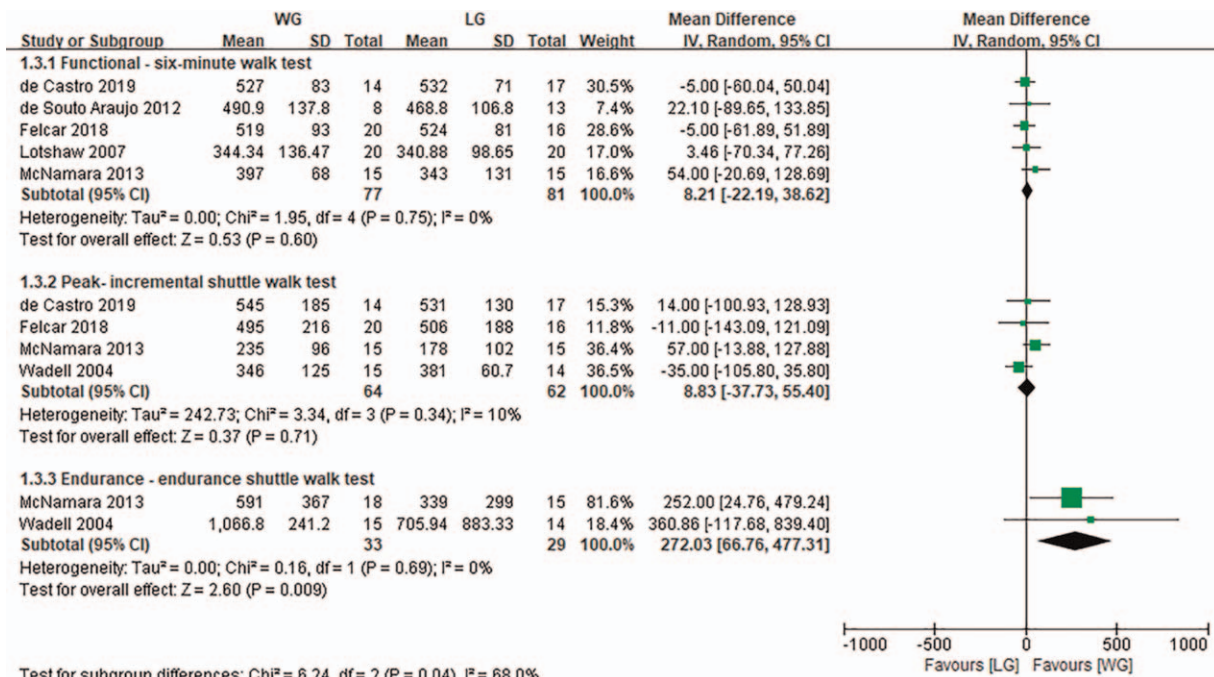 WG LG Mean Difference Mean Difference
Study or Subgroup Mean SD Total Mean SD Total Weight IV, Random, 95% CI IV, Random, 95% CI
1.3.1 Functional - six-minute walk test
de Castro 2019 527 83 14 532 71 17 30.5% -5.00 [-60.04, 50.04]
de Souto Araujo 2012 490.9 137.8 8 468.8 106.8 13 7.4% 22.10 [-89.65, 133.85]
Felcar 2018 519 93 20 524 81 16 28.6% -5.00 [-61.89, 51.89]
Lotshaw 2007 344.34 136.47 20 340.88 98.65 20 17.0% 3.46 [-70.34, 77.26]
McNamara 2013 397 68 15 343 131 15 16.6% 54.00 [-20.69, 128.69]
Subtotal (95% CI) 77 81 100.0% 8.21 [-22.19, 38.62]
Heterogeneity: Tau² = 0.00; Chi² = 1.95, df = 4 (P = 0.75); I² = 0%
Test for overall effect: Z = 0.53 (P = 0.60)
1.3.2 Peak- incremental shuttle walk test
de Castro 2019 545 185 14 531 130 17 15.3% 14.00 [-100.93, 128.93]
Felcar 2018 495 216 20 506 188 16 11.8% -11.00 [-143.09, 121.09]
McNamara 2013 235 96 15 178 102 15 36.4% 57.00 [-13.88, 127.88]
Wadell 2004 346 125 15 381 60.7 14 36.5% -35.00 [-105.80, 35.80]
Subtotal (95% CI) 64 62 100.0% 8.83 [-37.73, 55.40]
Heterogeneity: Tau² = 242.73; Chi² = 3.34, df = 3 (P = 0.34); I² = 10%
Test for overall effect: Z = 0.37 (P = 0.71)
1.3.3 Endurance - endurance shuttle walk test
McNamara 2013 591 367 18 339 299 15 81.6% 252.00 [24.76, 479.24]
Wadell 2004 1,066.8 241.2 15 705.94 883.33 14 18.4% 360.86 [-117.68, 839.40]
Subtotal (95% CI) 33 29 100.0% 272.03 [66.76, 477.31]
Heterogeneity: Tau² = 0.00; Chi² = 0.16, df = 1 (P = 0.69); I² = 0%
Test for overall effect: Z = 2.60 (P = 0.009)
-1000 -500 0 500 1000
Favours [LG] Favours [WG]
Test for subgroup differences: Chi² = 6.24, df = 2 (P = 0.04), I² = 68.0%